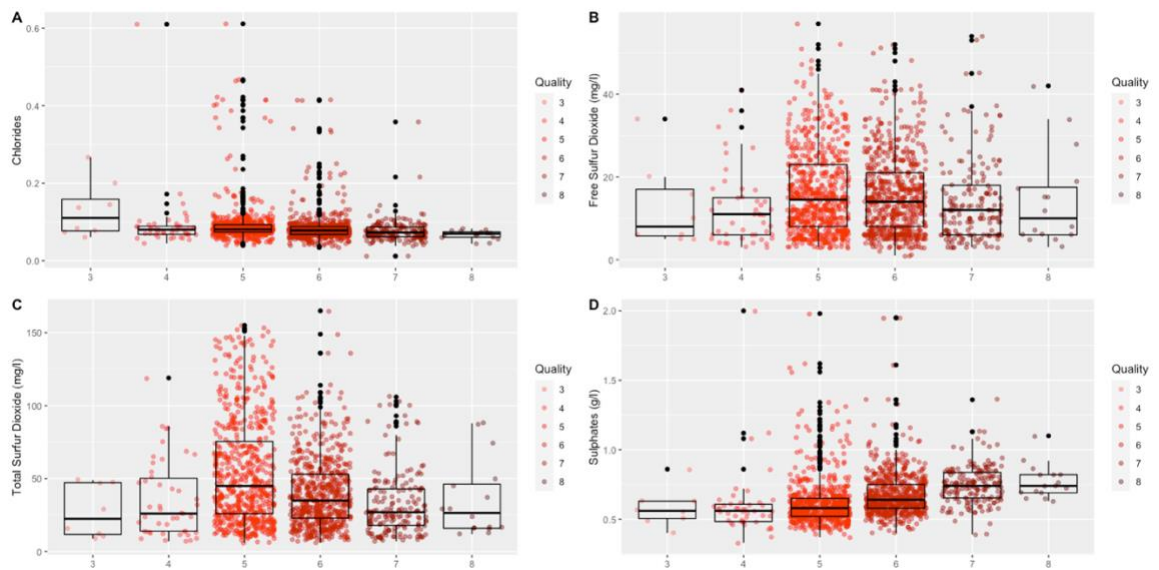 A
Chlorides
0.6
0.4
0.2
0.0
3 4 5 6 7 8
Quality
3
4
5
6
7
8
B
Free Sulfur Dioxide (mg/l)
40
20
0
3 4 5 6 7 8
Quality
3
4
5
6
7
8
C
Total Surfur Dioxide (mg/l)
150
100
50
0
3 4 5 6 7 8
Quality
3
4
5
6
7
8
D
Sulphates (g/l)
2.0
1.5
1.0
0.5
3 4 5 6 7 8
Quality
3
4
5
6
7
8